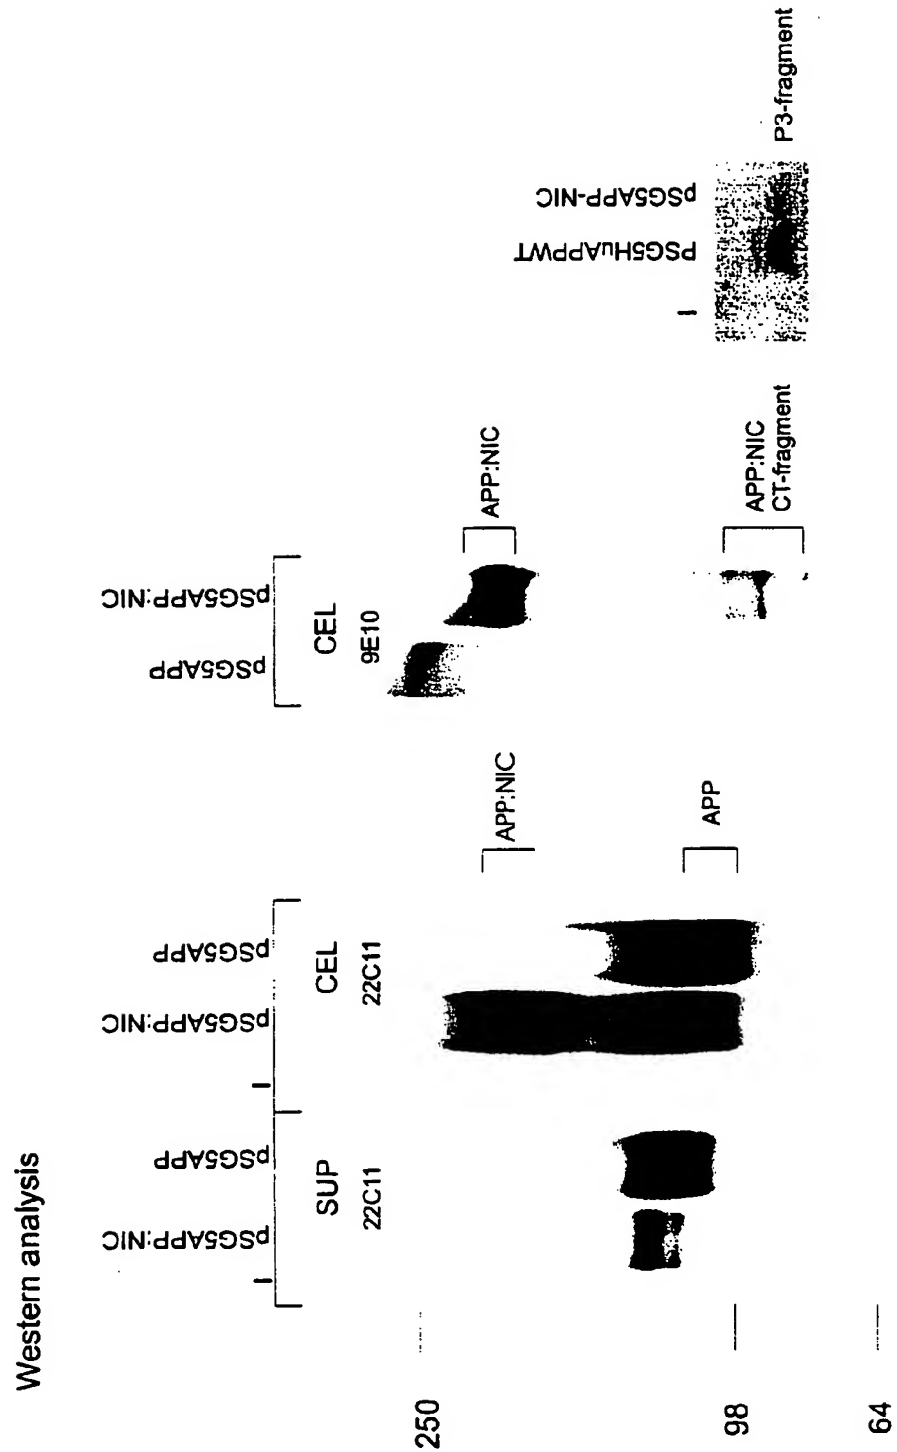 Western analysis
–
pSG5APP:NIC
pSG5APP
–
pSG5APP:NIC
pSG5APP
SUP
22C11
CEL
22C11
250
98
64
APP:NIC
APP
pSG5APP
pSG5APP:NIC
CEL
9E10
APP:NIC
APP:NIC
CT-fragment
–
PSG5HuAPPWT
pSG5APP-NIC
P3-fragment